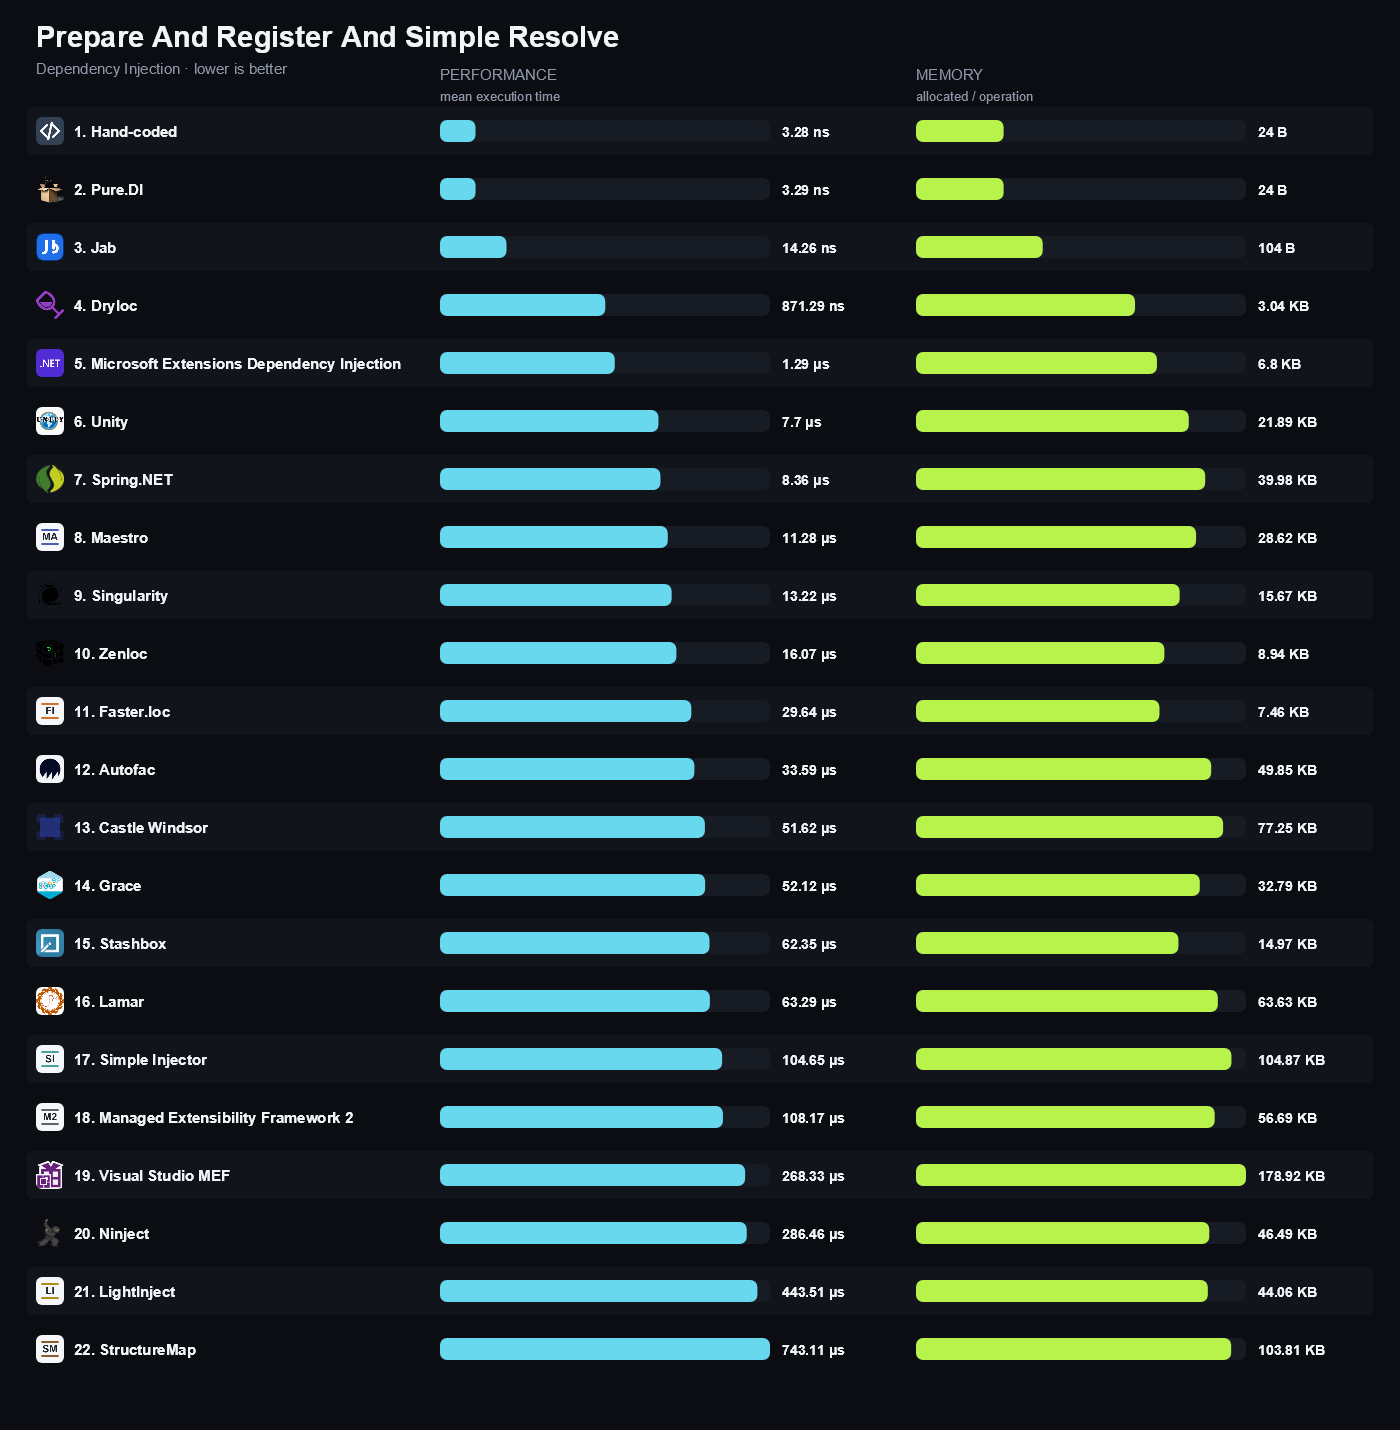 Prepare And Register And Simple Resolve
Dependency Injection · lower is better
PERFORMANCE
mean execution time
MEMORY
allocated / operation
1. Hand-coded 3.28 ns 24 B
2. Pure.DI 3.29 ns 24 B
Jb 3. Jab 14.26 ns 104 B
4. DryIoc 871.29 ns 3.04 KB
.NET 5. Microsoft Extensions Dependency Injection 1.29 µs 6.8 KB
UNITY 6. Unity 7.7 µs 21.89 KB
7. Spring.NET 8.36 µs 39.98 KB
MA 8. Maestro 11.28 µs 28.62 KB
9. Singularity 13.22 µs 15.67 KB
10. ZenIoc 16.07 µs 8.94 KB
FI 11. Faster.Ioc 29.64 µs 7.46 KB
12. Autofac 33.59 µs 49.85 KB
13. Castle Windsor 51.62 µs 77.25 KB
14. Grace 52.12 µs 32.79 KB
15. Stashbox 62.35 µs 14.97 KB
16. Lamar 63.29 µs 63.63 KB
SI 17. Simple Injector 104.65 µs 104.87 KB
M2 18. Managed Extensibility Framework 2 108.17 µs 56.69 KB
19. Visual Studio MEF 268.33 µs 178.92 KB
20. Ninject 286.46 µs 46.49 KB
LI 21. LightInject 443.51 µs 44.06 KB
SM 22. StructureMap 743.11 µs 103.81 KB